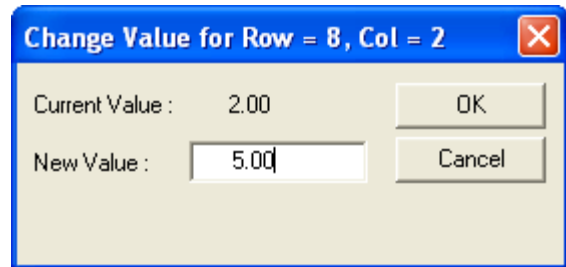 Change Value for Row = 8, Col = 2
Current Value : 2.00 OK
New Value : 5.00 Cancel